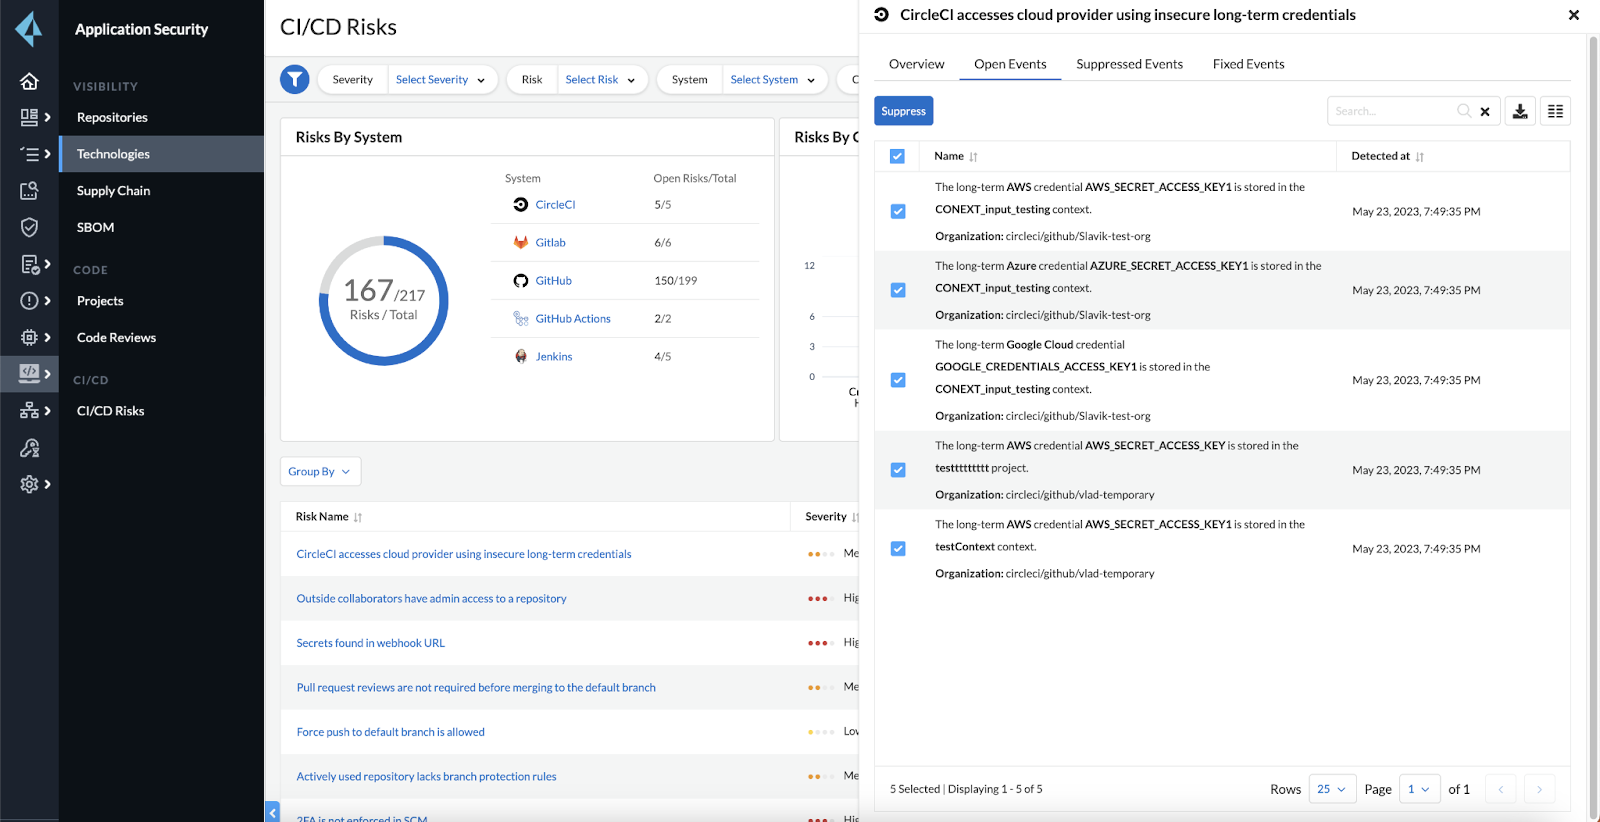 Application Security
VISIBILITY
Repositories
Technologies
Supply Chain
SBOM
CODE
Projects
Code Reviews
CI/CD
CI/CD Risks
CI/CD Risks
Severity
Select Severity
Risk
Select Risk
System
Select System
Risks By System
167/217
Risks / Total
System
Open Risks/Total
CircleCI
5/5
Gitlab
6/6
GitHub
150/199
GitHub Actions
2/2
Jenkins
4/5
Risks By
12
6
3
0
Group By
Risk Name
Severity
CircleCI accesses cloud provider using insecure long-term credentials
Me
Outside collaborators have admin access to a repository
Hig
Secrets found in webhook URL
Hig
Pull request reviews are not required before merging to the default branch
Me
Force push to default branch is allowed
Lov
Actively used repository lacks branch protection rules
Me
2FA is not enforced in SCM
Hig
CircleCI accesses cloud provider using insecure long-term credentials
Overview
Open Events
Suppressed Events
Fixed Events
Suppress
Search...
Name
Detected at
The long-term AWS credential AWS_SECRET_ACCESS_KEY1 is stored in the
CONEXT_input_testing context.
Organization: circleci/github/Slavik-test-org
May 23, 2023, 7:49:35 PM
The long-term Azure credential AZURE_SECRET_ACCESS_KEY1 is stored in the
CONEXT_input_testing context.
Organization: circleci/github/Slavik-test-org
May 23, 2023, 7:49:35 PM
The long-term Google Cloud credential
GOOGLE_CREDENTIALS_ACCESS_KEY1 is stored in the
CONEXT_input_testing context.
Organization: circleci/github/Slavik-test-org
May 23, 2023, 7:49:35 PM
The long-term AWS credential AWS_SECRET_ACCESS_KEY is stored in the
testttttttt project.
Organization: circleci/github/vlad-temporary
May 23, 2023, 7:49:35 PM
The long-term AWS credential AWS_SECRET_ACCESS_KEY1 is stored in the
testContext context.
Organization: circleci/github/vlad-temporary
May 23, 2023, 7:49:35 PM
5 Selected | Displaying 1 - 5 of 5
Rows
25
Page
1
of 1